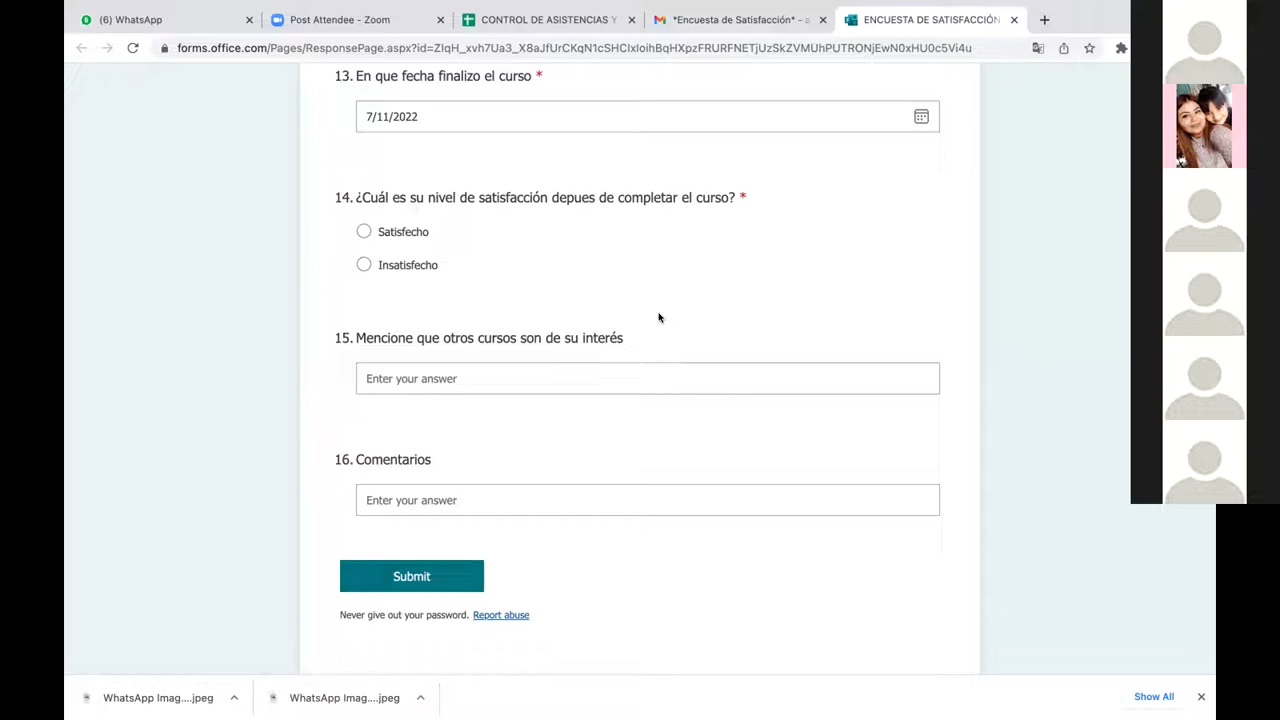 (6) WhatsApp
Post Attendee - Zoom
CONTROL DE ASISTENCIAS Y
*Encuesta de Satisfacción* - a
ENCUESTA DE SATISFACCIÓN
forms.office.com/Pages/ResponsePage.aspx?id=ZIqH_xvh7Ua3_X8aJfUrCKqN1cSHCIxIoihBqHXpzFRURFNETjUzSkZVMUhPUTRONjEwN0xHU0c5Vi4u
13. En que fecha finalizo el curso *
7/11/2022
14. ¿Cuál es su nivel de satisfacción depues de completar el curso? *
Satisfecho
Insatisfecho
15. Mencione que otros cursos son de su interés
Enter your answer
16. Comentarios
Enter your answer
Submit
Never give out your password. Report abuse
WhatsApp Imag....jpeg
WhatsApp Imag....jpeg
Show All